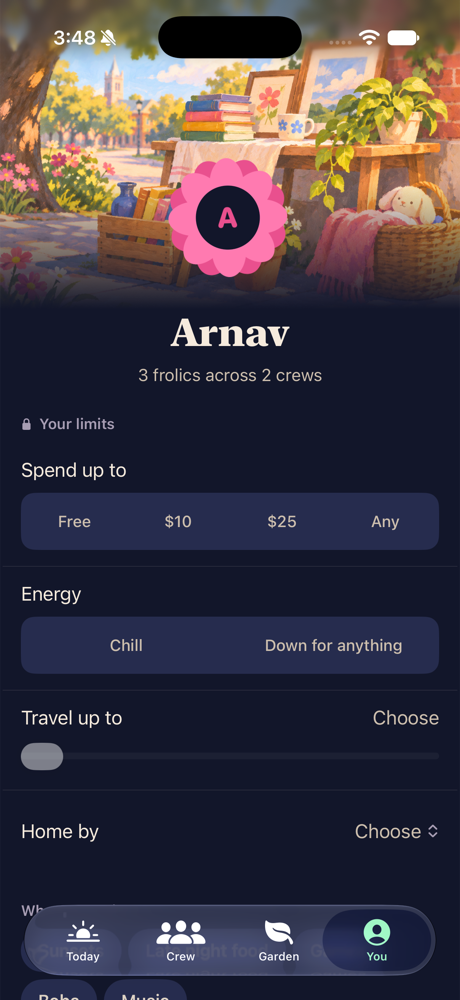 3:48
A
Arnav
3 frolics across 2 crews
Your limits
Spend up to
Free $10 $25 Any
Energy
Chill Down for anything
Travel up to Choose
Home by Choose
Today Crew Garden You
Boba Music